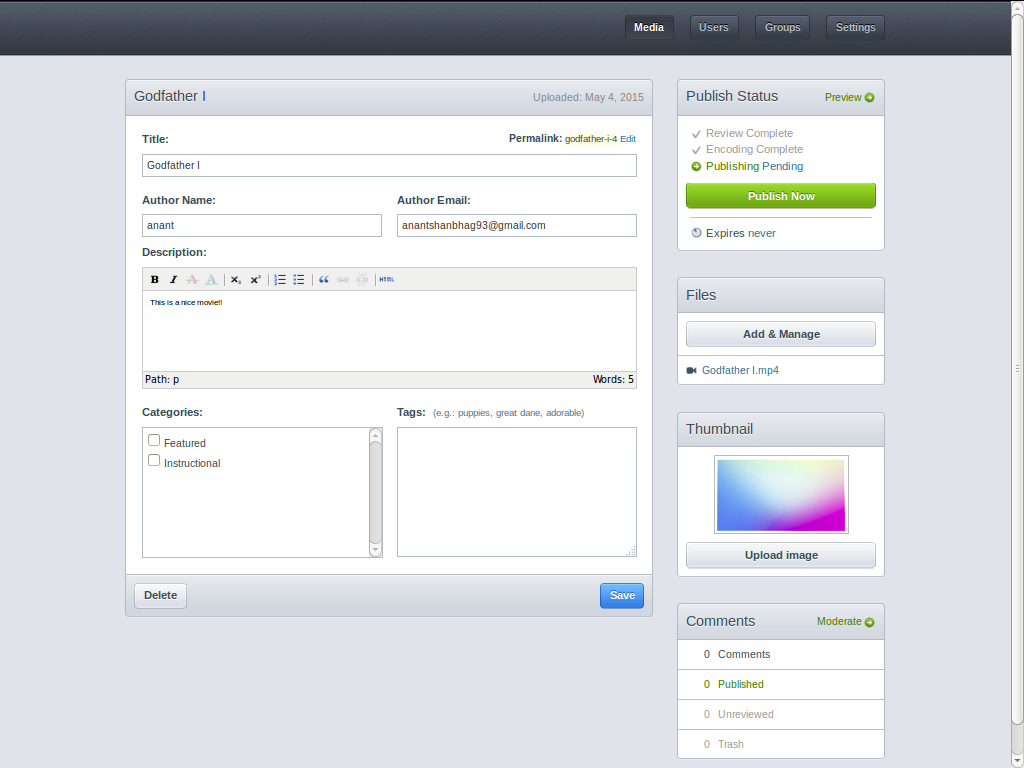 Media Users Groups Settings
Godfather I Uploaded: May 4, 2015
Title: Permalink: godfather-i-4 Edit
Godfather I
Author Name: Author Email:
anant anantshanbhag93@gmail.com
Description:
B I A A x₂ x² “ HTML
This is a nice movie!!
Path: p Words: 5
Categories: Tags: (e.g.: puppies, great dane, adorable)
Featured
Instructional
Delete Save
Publish Status Preview
Review Complete
Encoding Complete
Publishing Pending
Publish Now
Expires never
Files
Add & Manage
Godfather I.mp4
Thumbnail
Upload image
Comments Moderate
0 Comments
0 Published
0 Unreviewed
0 Trash